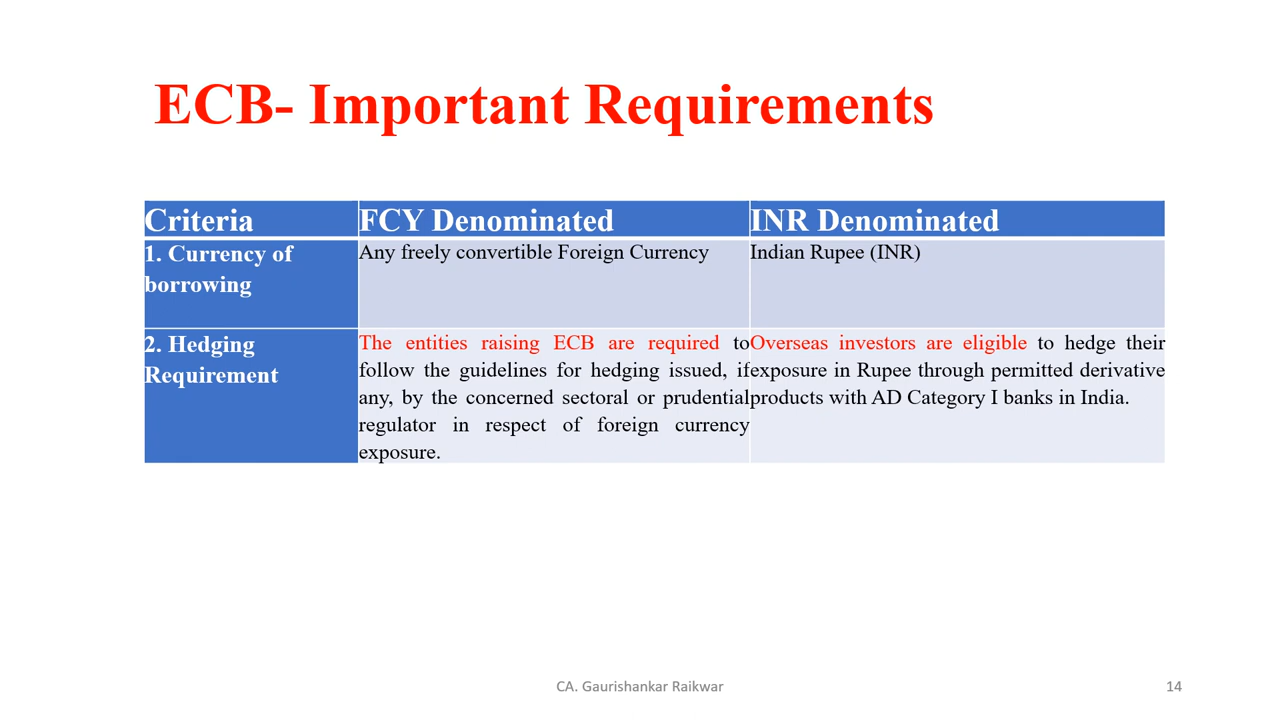 ECB- Important Requirements
Criteria
FCY Denominated
INR Denominated
1. Currency of
borrowing
Any freely convertible Foreign Currency
Indian Rupee (INR)
2. Hedging
Requirement
The entities raising ECB are required to
follow the guidelines for hedging issued, if
any, by the concerned sectoral or prudential
regulator in respect of foreign currency
exposure.
Overseas investors are eligible to hedge their
exposure in Rupee through permitted derivative
products with AD Category I banks in India.
CA. Gaurishankar Raikwar
14